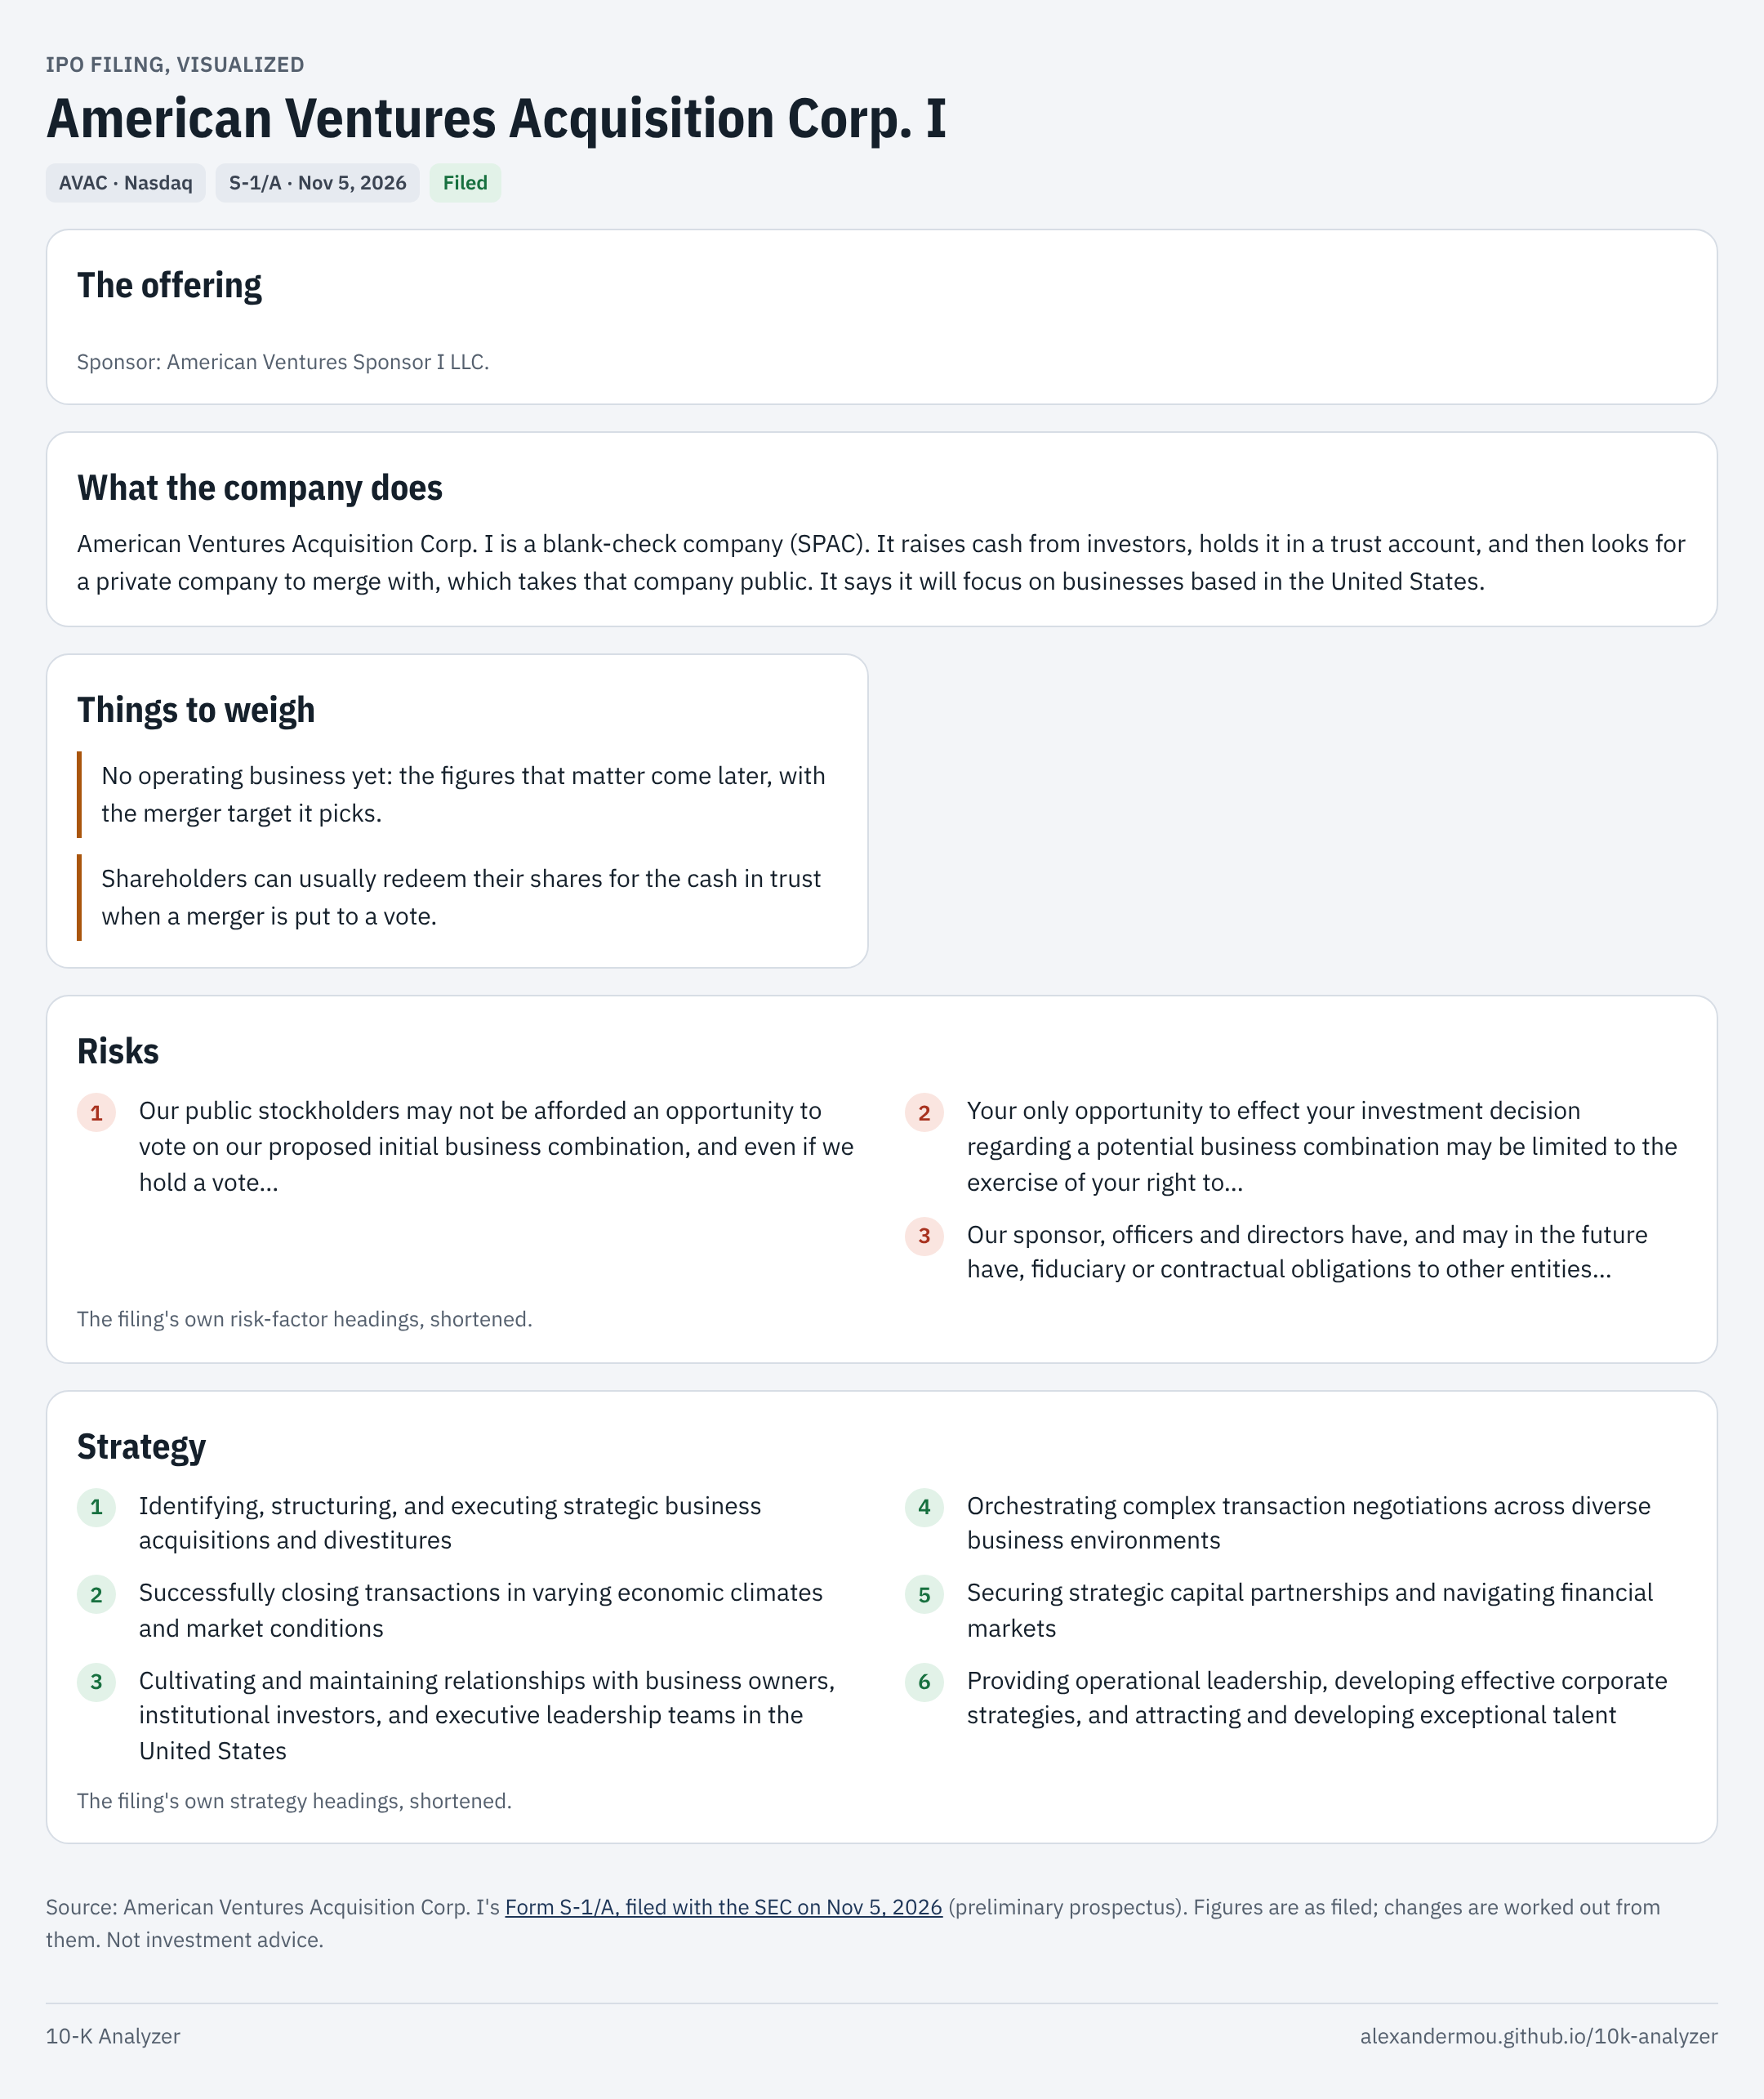 IPO FILING, VISUALIZED
American Ventures Acquisition Corp. I
AVAC · Nasdaq
S-1/A · Nov 5, 2026
Filed
The offering
Sponsor: American Ventures Sponsor I LLC.
What the company does
American Ventures Acquisition Corp. I is a blank-check company (SPAC). It raises cash from investors, holds it in a trust account, and then looks for
a private company to merge with, which takes that company public. It says it will focus on businesses based in the United States.
Things to weigh
No operating business yet: the figures that matter come later, with
the merger target it picks.
Shareholders can usually redeem their shares for the cash in trust
when a merger is put to a vote.
Risks
1 Our public stockholders may not be afforded an opportunity to
vote on our proposed initial business combination, and even if we
hold a vote…
2 Your only opportunity to effect your investment decision
regarding a potential business combination may be limited to the
exercise of your right to…
3 Our sponsor, officers and directors have, and may in the future
have, fiduciary or contractual obligations to other entities…
The filing's own risk-factor headings, shortened.
Strategy
1 Identifying, structuring, and executing strategic business
acquisitions and divestitures
2 Successfully closing transactions in varying economic climates
and market conditions
3 Cultivating and maintaining relationships with business owners,
institutional investors, and executive leadership teams in the
United States
4 Orchestrating complex transaction negotiations across diverse
business environments
5 Securing strategic capital partnerships and navigating financial
markets
6 Providing operational leadership, developing effective corporate
strategies, and attracting and developing exceptional talent
The filing's own strategy headings, shortened.
Source: American Ventures Acquisition Corp. I's Form S-1/A, filed with the SEC on Nov 5, 2026 (preliminary prospectus). Figures are as filed; changes are worked out from
them. Not investment advice.
10-K Analyzer
alexandermou.github.io/10k-analyzer